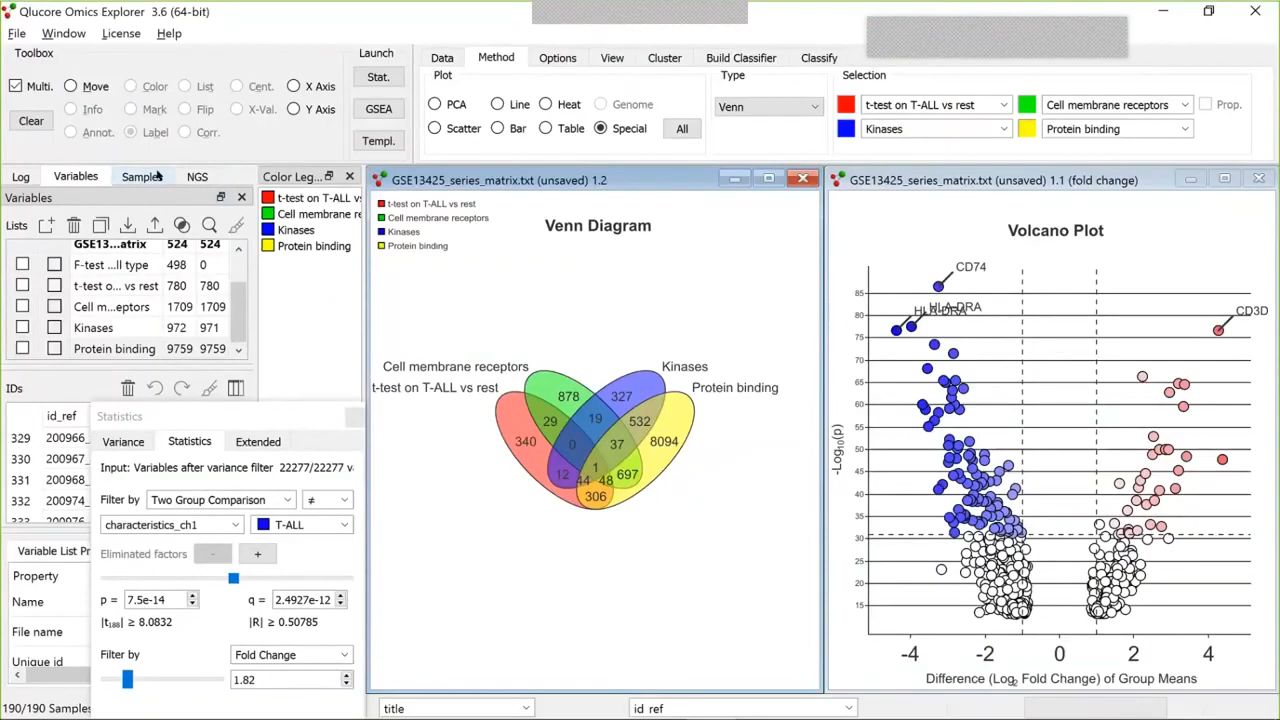 Qlucore Omics Explorer 3.6 (64-bit)
File Window License Help
Toolbox
Launch
Multi. Move Color List Cent. X Axis
Info Mark Flip X-Val. Y Axis
Clear
Annot. Label Corr.
Stat.
GSEA
Templ.
Data Method Options View Cluster Build Classifier Classify
Plot
Type
Selection
PCA Line Heat Genome
Scatter Bar Table Special All
Venn
t-test on T-ALL vs rest
Cell membrane receptors
Prop.
Kinases
Protein binding
Log Variables Samples NGS
Variables
Lists
GSE13...atrix 524 524
F-test ...ll type 498 0
t-test o... vs rest 780 780
Cell m...eptors 1709 1709
Kinases 972 971
Protein binding 9759 9759
IDs
id_ref
329 200966_
330 200967_
331 200968_
332 200974_
Variable List Pr
Property
Name
File name
Unique id
190/190 Samples
Statistics
Variance Statistics Extended
Input: Variables after variance filter 22277/22277
Filter by Two Group Comparison ≠
characteristics_ch1 T-ALL
Eliminated factors - +
p = 7.5e-14 q = 2.4927e-12
|t₁₈₈| ≥ 8.0832 |R| ≥ 0.50785
Filter by Fold Change
1.82
Color Leg...
t-test on T-ALL vs
Cell membrane re
Kinases
Protein binding
GSE13425_series_matrix.txt (unsaved) 1.2
t-test on T-ALL vs rest
Cell membrane receptors
Kinases
Protein binding
Venn Diagram
Cell membrane receptors Kinases
t-test on T-ALL vs rest Protein binding
878 327
29 19 532
340 0 37 8094
12 1 697
44 48
306
title
id_ref
GSE13425_series_matrix.txt (unsaved) 1.1 (fold change)
Volcano Plot
CD74
HLA-DRA
HLA-DRA
CD3D
-Log₁₀(p)
85
80
75
70
65
60
55
50
45
40
35
30
25
20
15
-4 -2 0 2 4
Difference (Log₂ Fold Change) of Group Means